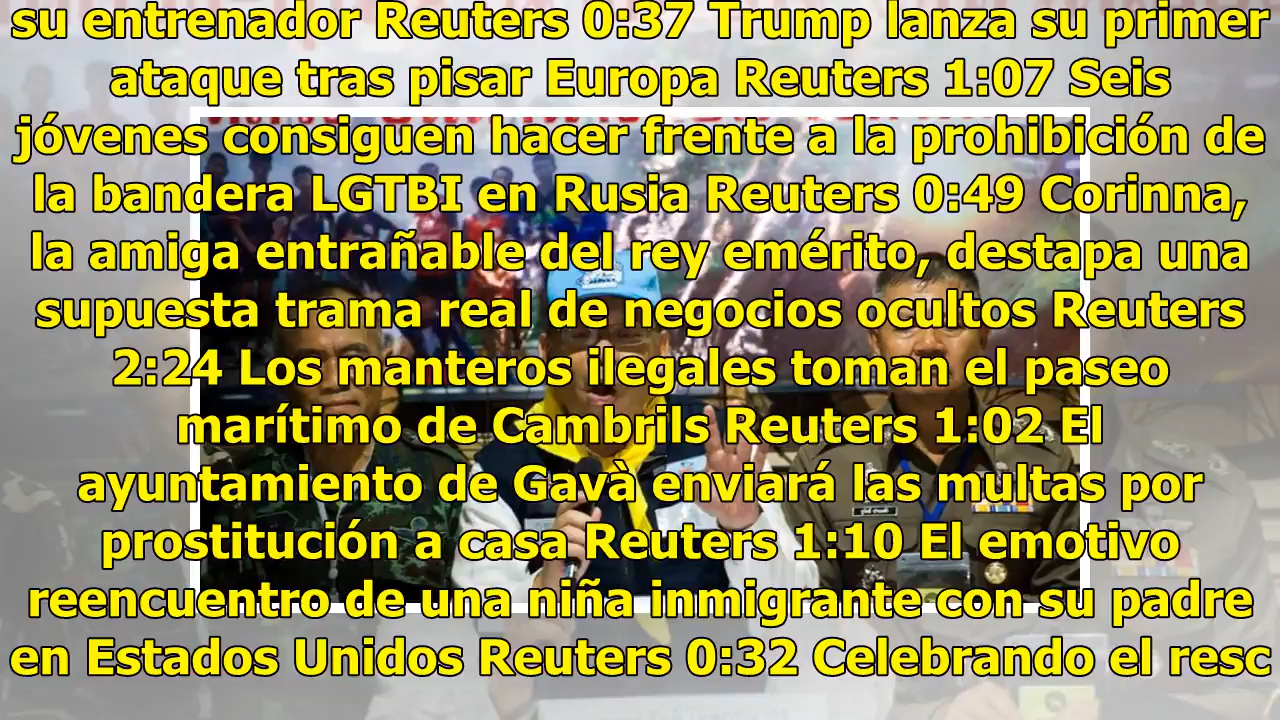 su entrenador Reuters 0:37 Trump lanza su primer
ataque tras pisar Europa Reuters 1:07 Seis
jóvenes consiguen hacer frente a la prohibición de
la bandera LGTBI en Rusia Reuters 0:49 Corinna,
la amiga entrañable del rey emérito, destapa una
supuesta trama real de negocios ocultos Reuters
2:24 Los manteros ilegales toman el paseo
marítimo de Cambrils Reuters 1:02 El
ayuntamiento de Gavà enviará las multas por
prostitución a casa Reuters 1:10 El emotivo
reencuentro de una niña inmigrante con su padre
en Estados Unidos Reuters 0:32 Celebrando el resc